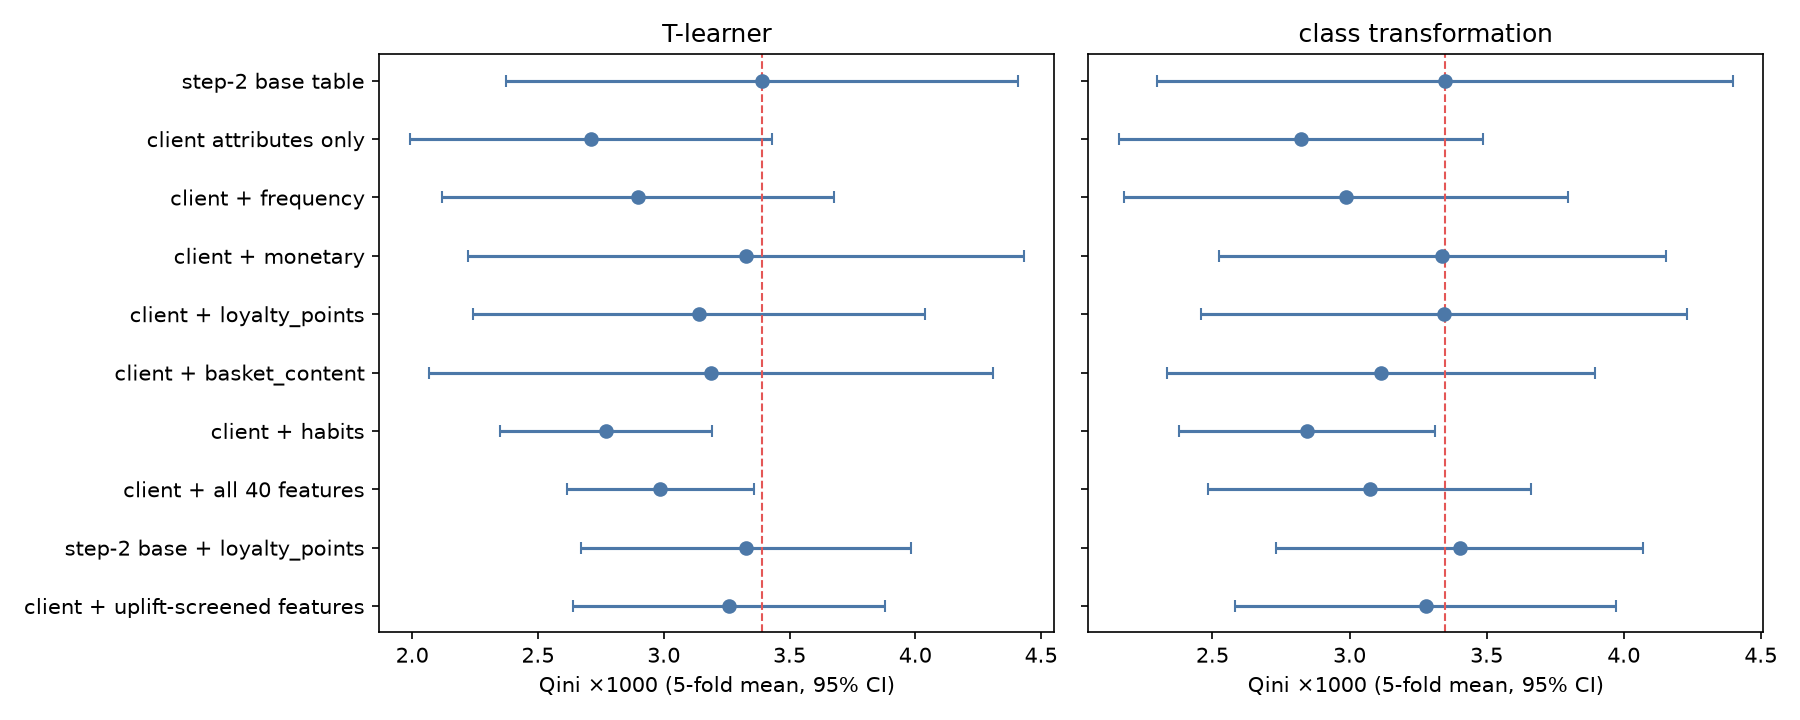 T-learner
class transformation
step-2 base table
client attributes only
client + frequency
client + monetary
client + loyalty_points
client + basket_content
client + habits
client + all 40 features
step-2 base + loyalty_points
client + uplift-screened features
2.0 2.5 3.0 3.5 4.0 4.5
2.5 3.0 3.5 4.0 4.5
Qini ×1000 (5-fold mean, 95% CI)
Qini ×1000 (5-fold mean, 95% CI)